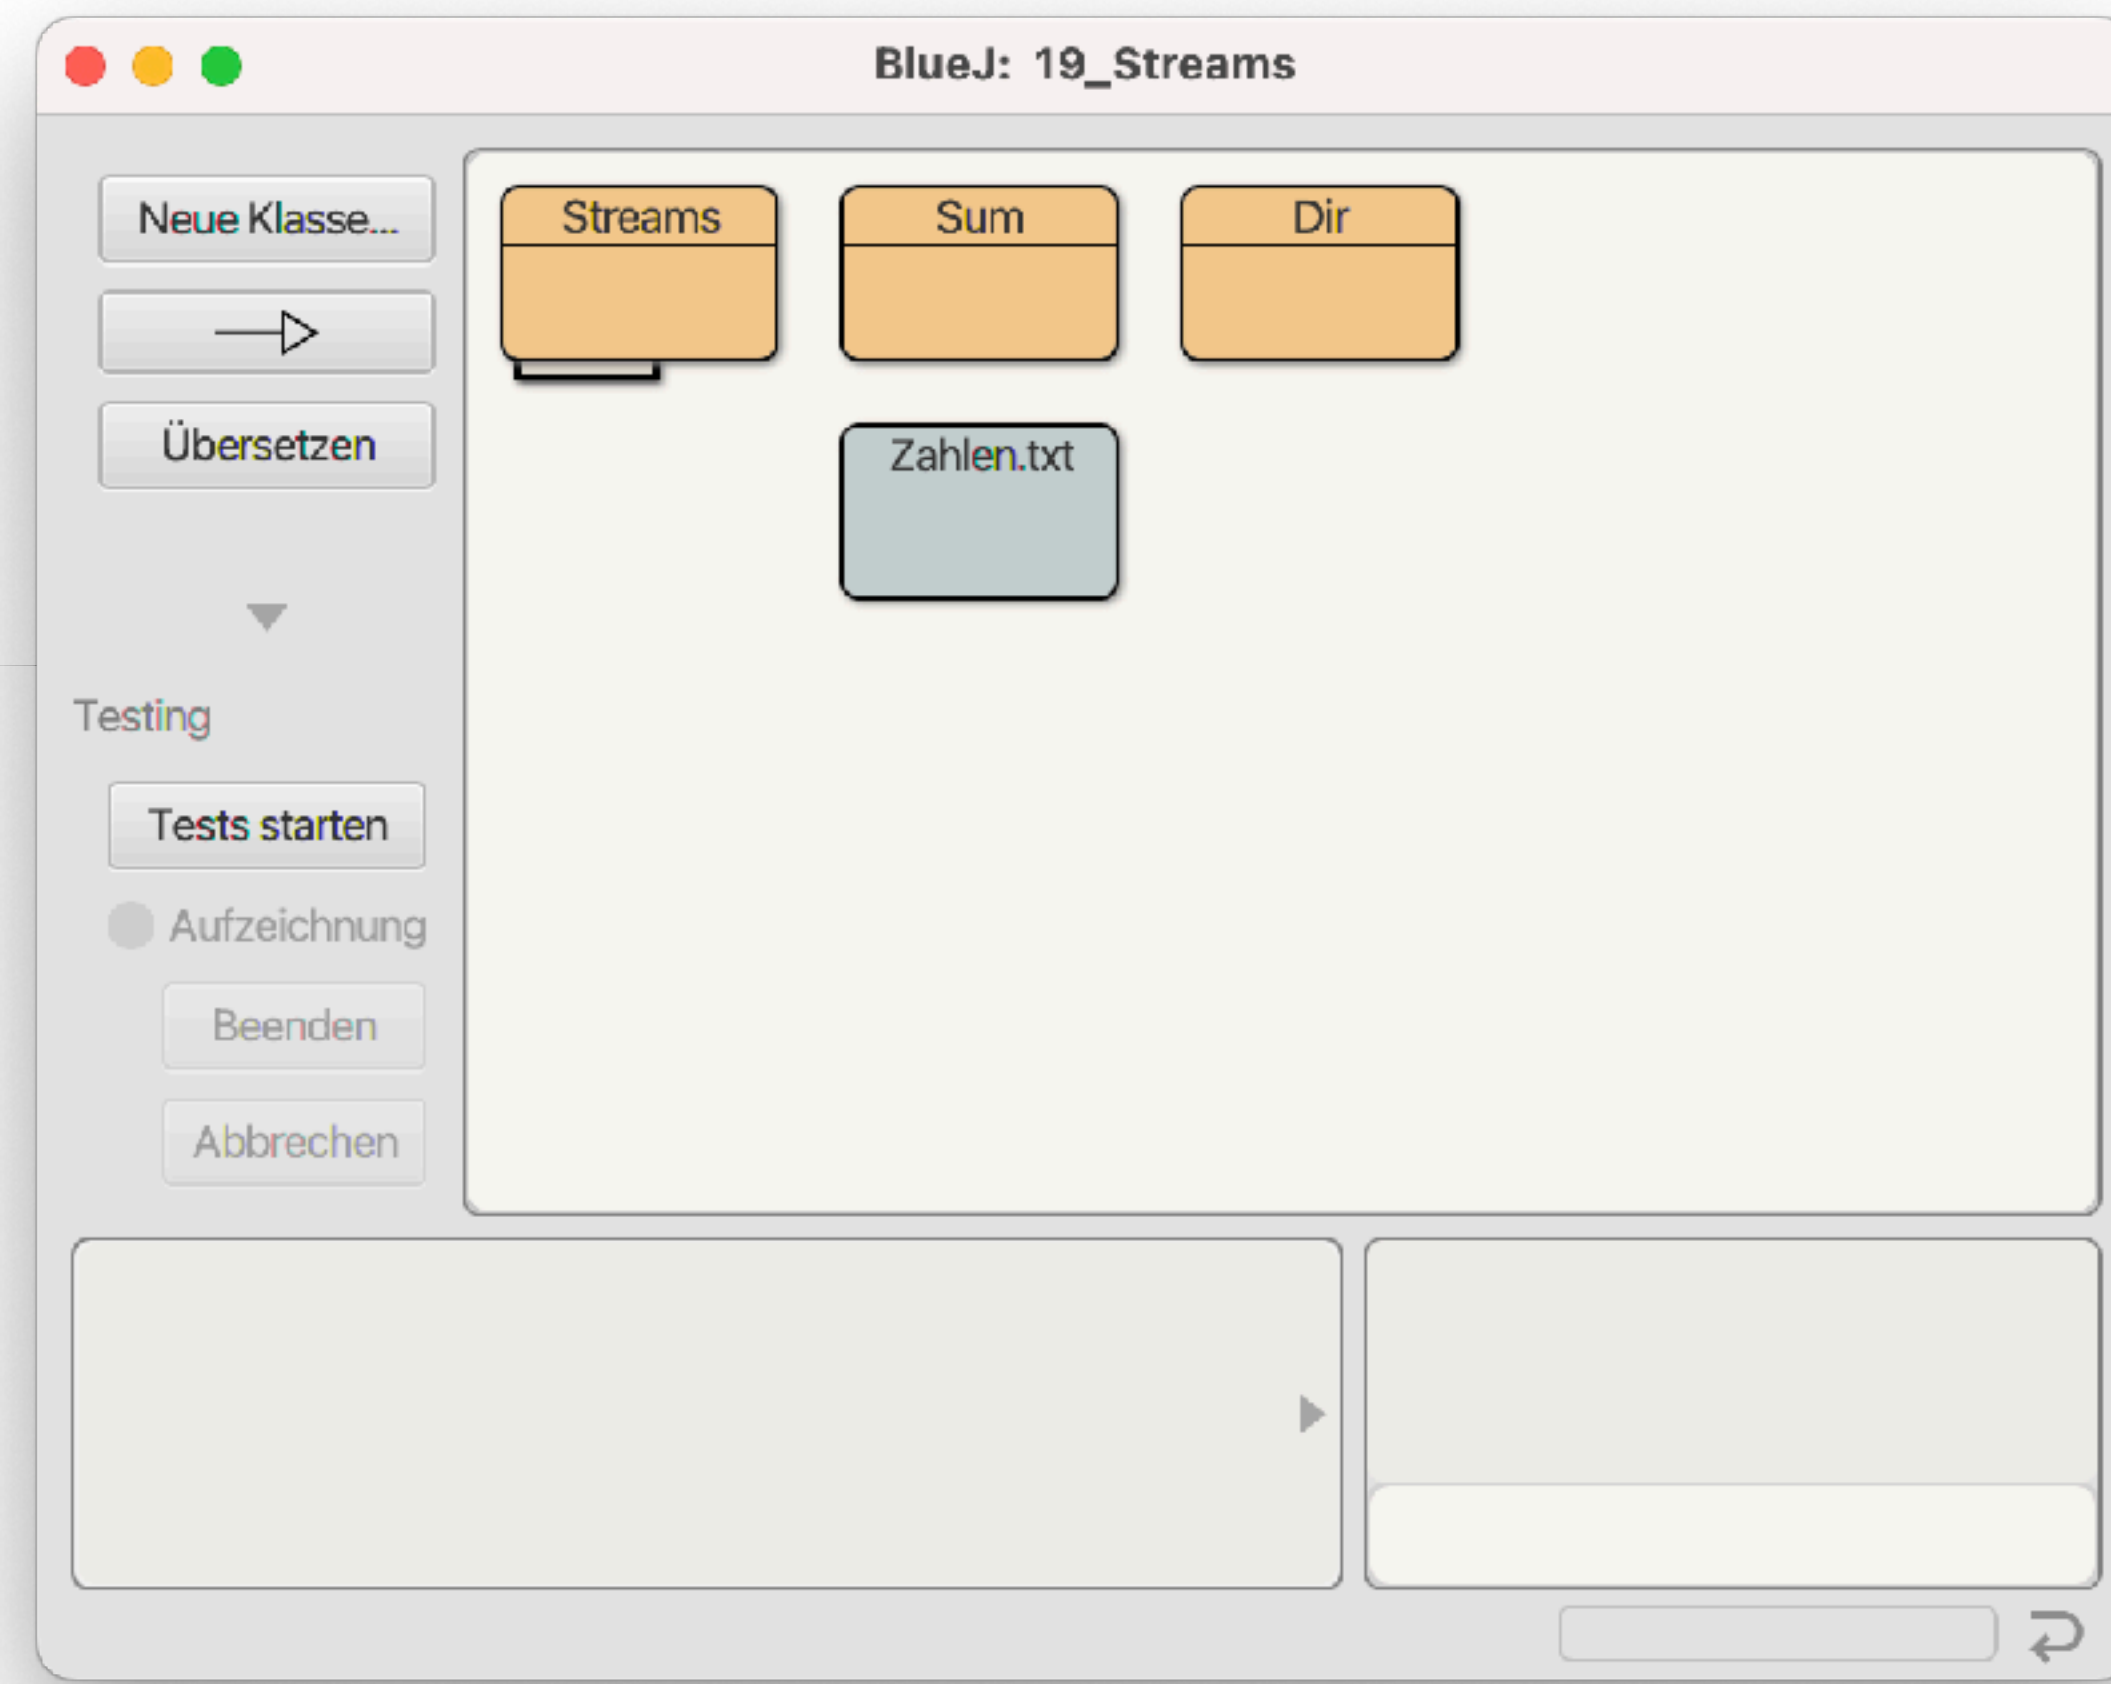 BlueJ: 19_Streams
Neue Klasse...
Übersetzen
Streams
Sum
Dir
Zahlen.txt
Testing
Tests starten
Aufzeichnung
Beenden
Abbrechen